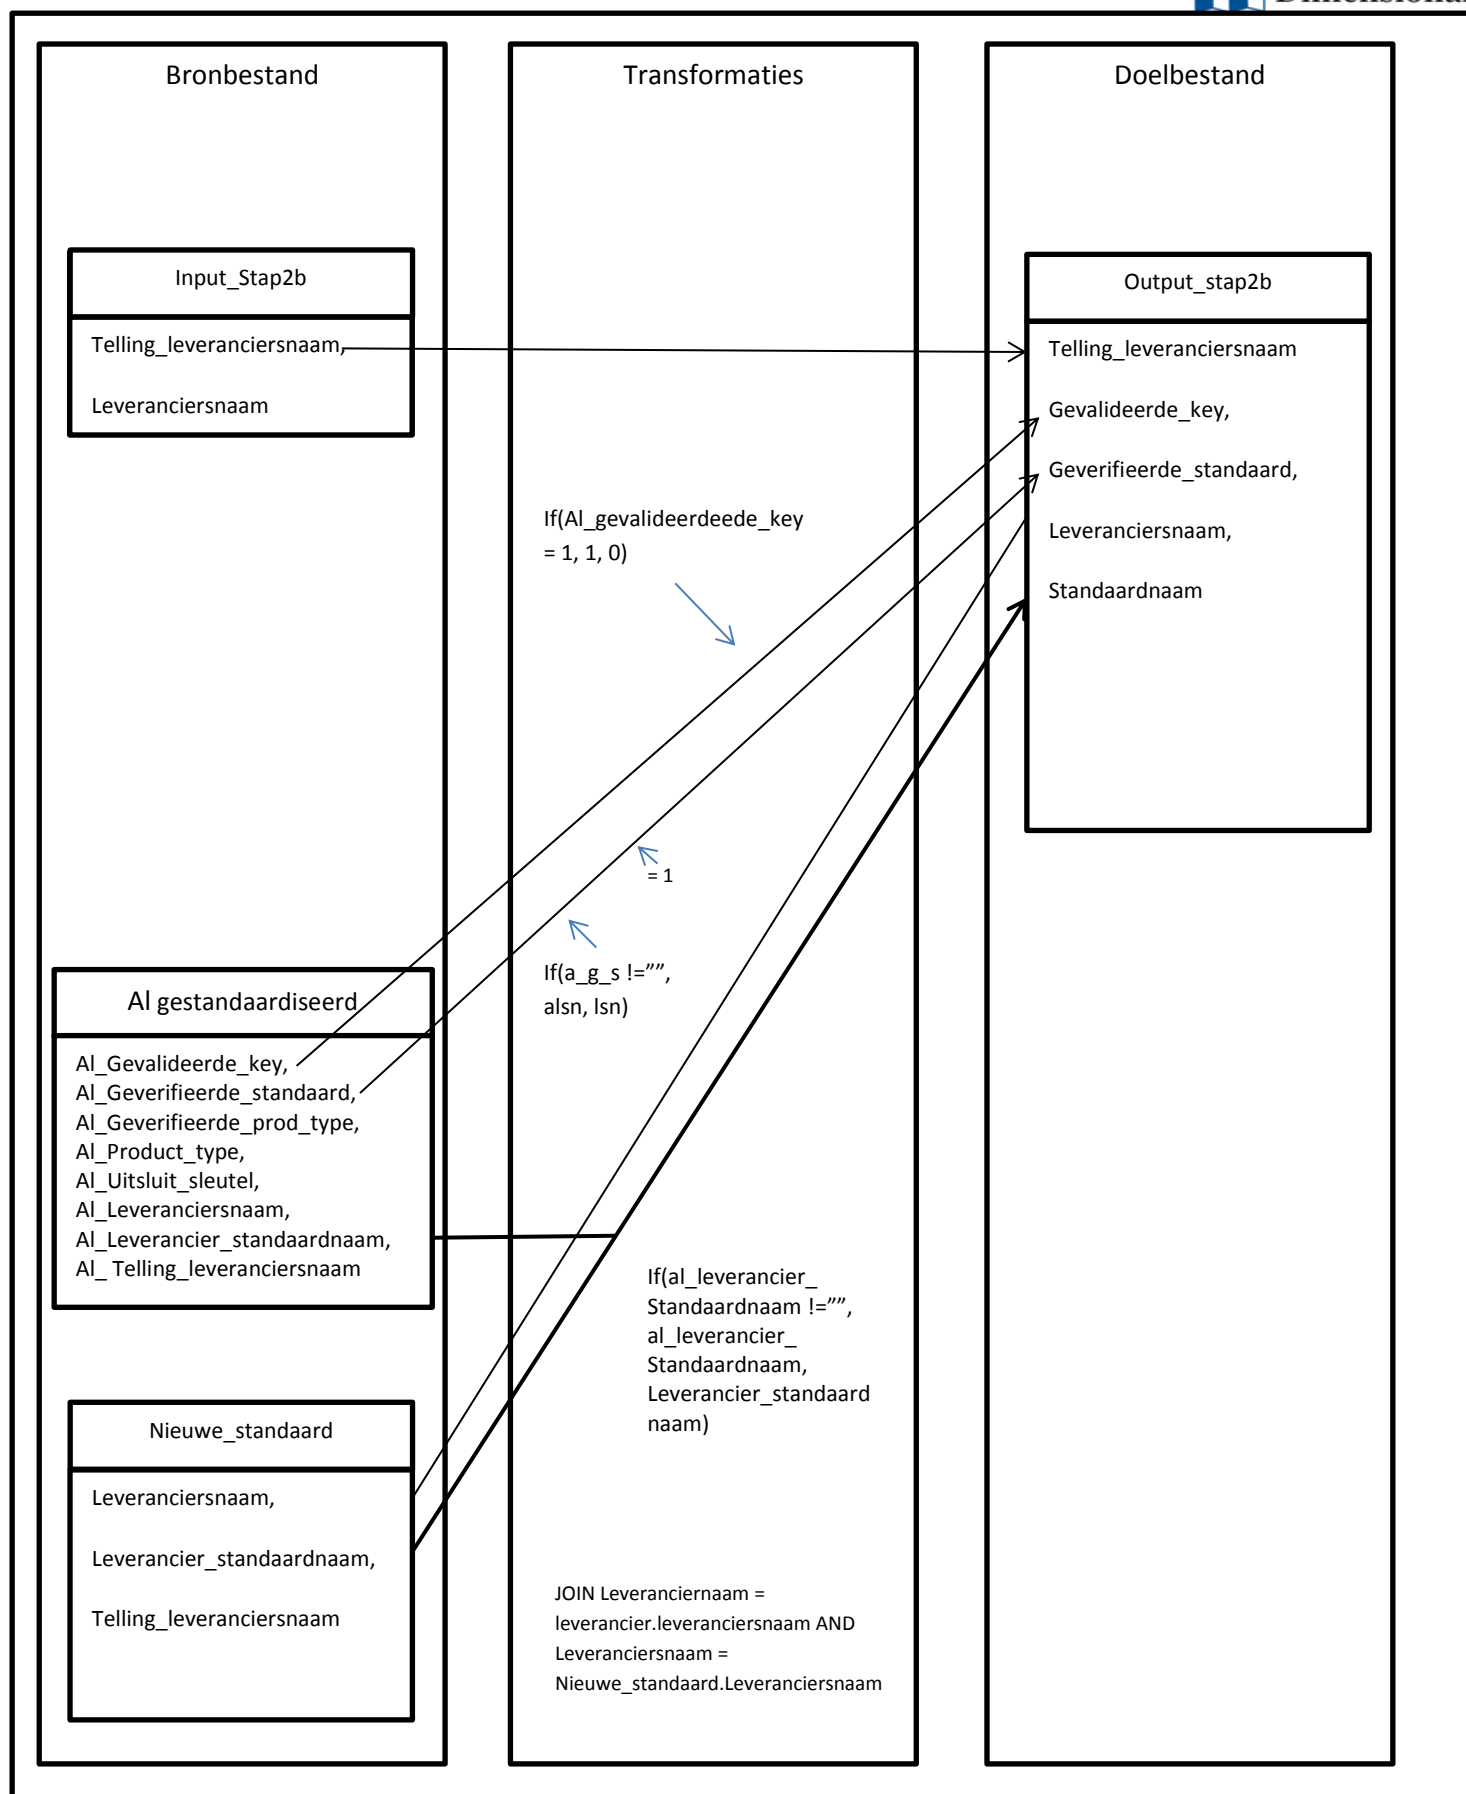 Bronbestand
Transformaties
Doelbestand
Input_Stap2b
Telling_leveranciersnaam,
Leveranciersnaam
Output_stap2b
Telling_leveranciersnaam
Gevalideerde_key,
Geverifieerde_standaard,
Leveranciersnaam,
Standaardnaam
If(Al_gevalideerdeede_key
= 1, 1, 0)
= 1
If(a_g_s !=””,
alsn, lsn)
Al gestandaardiseerd
Al_Gevalideerde_key,
Al_Geverifieerde_standaard,
Al_Geverifieerde_prod_type,
Al_Product_type,
Al_Uitsluit_sleutel,
Al_Leveranciersnaam,
Al_Leverancier_standaardnaam,
Al_ Telling_leveranciersnaam
If(al_leverancier_
Standaardnaam !=””,
al_leverancier_
Standaardnaam,
Leverancier_standaard
naam)
Nieuwe_standaard
Leveranciersnaam,
Leverancier_standaardnaam,
Telling_leveranciersnaam
JOIN Leveranciernaam =
leverancier.leveranciersnaam AND
Leveranciersnaam =
Nieuwe_standaard.Leveranciersnaam